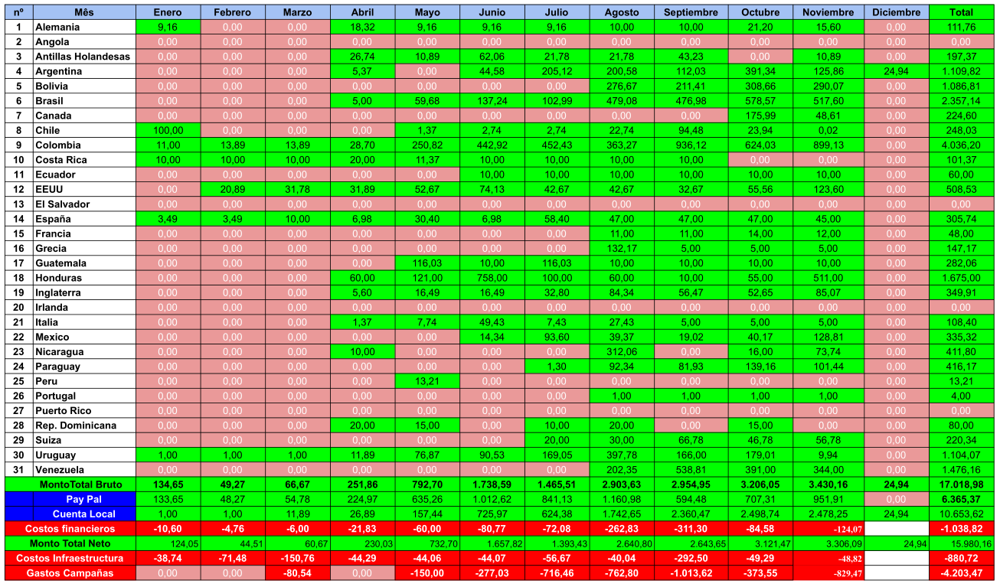 nº Mês Enero Febrero Marzo Abril Mayo Junio Julio Agosto Septiembre Octubre Noviembre Diciembre Total
1 Alemania 9,16 0,00 0,00 18,32 9,16 9,16 9,16 10,00 10,00 21,20 15,60 0,00 111,76
2 Angola 0,00 0,00 0,00 0,00 0,00 0,00 0,00 0,00 0,00 0,00 0,00 0,00 0,00
3 Antillas Holandesas 0,00 0,00 0,00 26,74 10,89 62,06 21,78 21,78 43,23 0,00 10,89 0,00 197,37
4 Argentina 0,00 0,00 0,00 5,37 0,00 44,58 205,12 200,58 112,03 391,34 125,86 24,94 1.109,82
5 Bolivia 0,00 0,00 0,00 0,00 0,00 0,00 0,00 276,67 211,41 308,66 290,07 0,00 1.086,81
6 Brasil 0,00 0,00 0,00 5,00 59,68 137,24 102,99 479,08 476,98 578,57 517,60 0,00 2.357,14
7 Canada 0,00 0,00 0,00 0,00 0,00 0,00 0,00 0,00 0,00 175,99 48,61 0,00 224,60
8 Chile 100,00 0,00 0,00 0,00 1,37 2,74 2,74 22,74 94,48 23,94 0,02 0,00 248,03
9 Colombia 11,00 13,89 13,89 28,70 250,82 442,92 452,43 363,27 936,12 624,03 899,13 0,00 4.036,20
10 Costa Rica 10,00 10,00 10,00 20,00 11,37 10,00 10,00 10,00 10,00 0,00 0,00 0,00 101,37
11 Ecuador 0,00 0,00 0,00 0,00 0,00 10,00 10,00 10,00 10,00 10,00 10,00 0,00 60,00
12 EEUU 0,00 20,89 31,78 31,89 52,67 74,13 42,67 42,67 32,67 55,56 123,60 0,00 508,53
13 El Salvador 0,00 0,00 0,00 0,00 0,00 0,00 0,00 0,00 0,00 0,00 0,00 0,00 0,00
14 España 3,49 3,49 10,00 6,98 30,40 6,98 58,40 47,00 47,00 47,00 45,00 0,00 305,74
15 Francia 0,00 0,00 0,00 0,00 0,00 0,00 0,00 11,00 11,00 14,00 12,00 0,00 48,00
16 Grecia 0,00 0,00 0,00 0,00 0,00 0,00 0,00 132,17 5,00 5,00 5,00 0,00 147,17
17 Guatemala 0,00 0,00 0,00 0,00 116,03 10,00 116,03 10,00 10,00 10,00 10,00 0,00 282,06
18 Honduras 0,00 0,00 0,00 60,00 121,00 758,00 100,00 60,00 10,00 55,00 511,00 0,00 1.675,00
19 Inglaterra 0,00 0,00 0,00 5,60 16,49 16,49 32,80 84,34 56,47 52,65 85,07 0,00 349,91
20 Irlanda 0,00 0,00 0,00 0,00 0,00 0,00 0,00 0,00 0,00 0,00 0,00 0,00 0,00
21 Italia 0,00 0,00 0,00 1,37 7,74 49,43 7,43 27,43 5,00 5,00 5,00 0,00 108,40
22 Mexico 0,00 0,00 0,00 0,00 0,00 14,34 93,60 39,37 19,02 40,17 128,81 0,00 335,32
23 Nicaragua 0,00 0,00 0,00 10,00 0,00 0,00 0,00 312,06 0,00 16,00 73,74 0,00 411,80
24 Paraguay 0,00 0,00 0,00 0,00 0,00 0,00 1,30 92,34 81,93 139,16 101,44 0,00 416,17
25 Peru 0,00 0,00 0,00 0,00 13,21 0,00 0,00 0,00 0,00 0,00 0,00 0,00 13,21
26 Portugal 0,00 0,00 0,00 0,00 0,00 0,00 0,00 1,00 1,00 1,00 1,00 0,00 4,00
27 Puerto Rico 0,00 0,00 0,00 0,00 0,00 0,00 0,00 0,00 0,00 0,00 0,00 0,00 0,00
28 Rep. Dominicana 0,00 0,00 0,00 20,00 15,00 0,00 10,00 20,00 0,00 15,00 0,00 0,00 80,00
29 Suiza 0,00 0,00 0,00 0,00 0,00 0,00 20,00 30,00 66,78 46,78 56,78 0,00 220,34
30 Uruguay 1,00 1,00 1,00 11,89 76,87 90,53 169,05 397,78 166,00 179,01 9,94 0,00 1.104,07
31 Venezuela 0,00 0,00 0,00 0,00 0,00 0,00 0,00 202,35 538,81 391,00 344,00 0,00 1.476,16
MontoTotal Bruto 134,65 49,27 66,67 251,86 792,70 1.738,59 1.465,51 2.903,63 2.954,95 3.206,05 3.430,16 24,94 17.018,98
Pay Pal 133,65 48,27 54,78 224,97 635,26 1.012,62 841,13 1.160,98 594,48 707,31 951,91 0,00 6.365,37
Cuenta Local 1,00 1,00 11,89 26,89 157,44 725,97 624,38 1.742,65 2.360,47 2.498,74 2.478,25 24,94 10.653,62
Costos financieros -10,60 -4,76 -6,00 -21,83 -60,00 -80,77 -72,08 -262,83 -311,30 -84,58 -124,07 -1.038,82
Monto Total Neto 124,05 44,51 60,67 230,03 732,70 1.657,82 1.393,43 2.640,80 2.643,65 3.121,47 3.306,09 24,94 15.980,16
Costos Infraestructura -38,74 -71,48 -150,76 -44,29 -44,06 -44,07 -56,67 -40,04 -292,50 -49,29 -48,82 -880,72
Gastos Campañas 0,00 0,00 -80,54 0,00 -150,00 -277,03 -716,46 -762,80 -1.013,62 -373,55 -829,47 -4.203,47